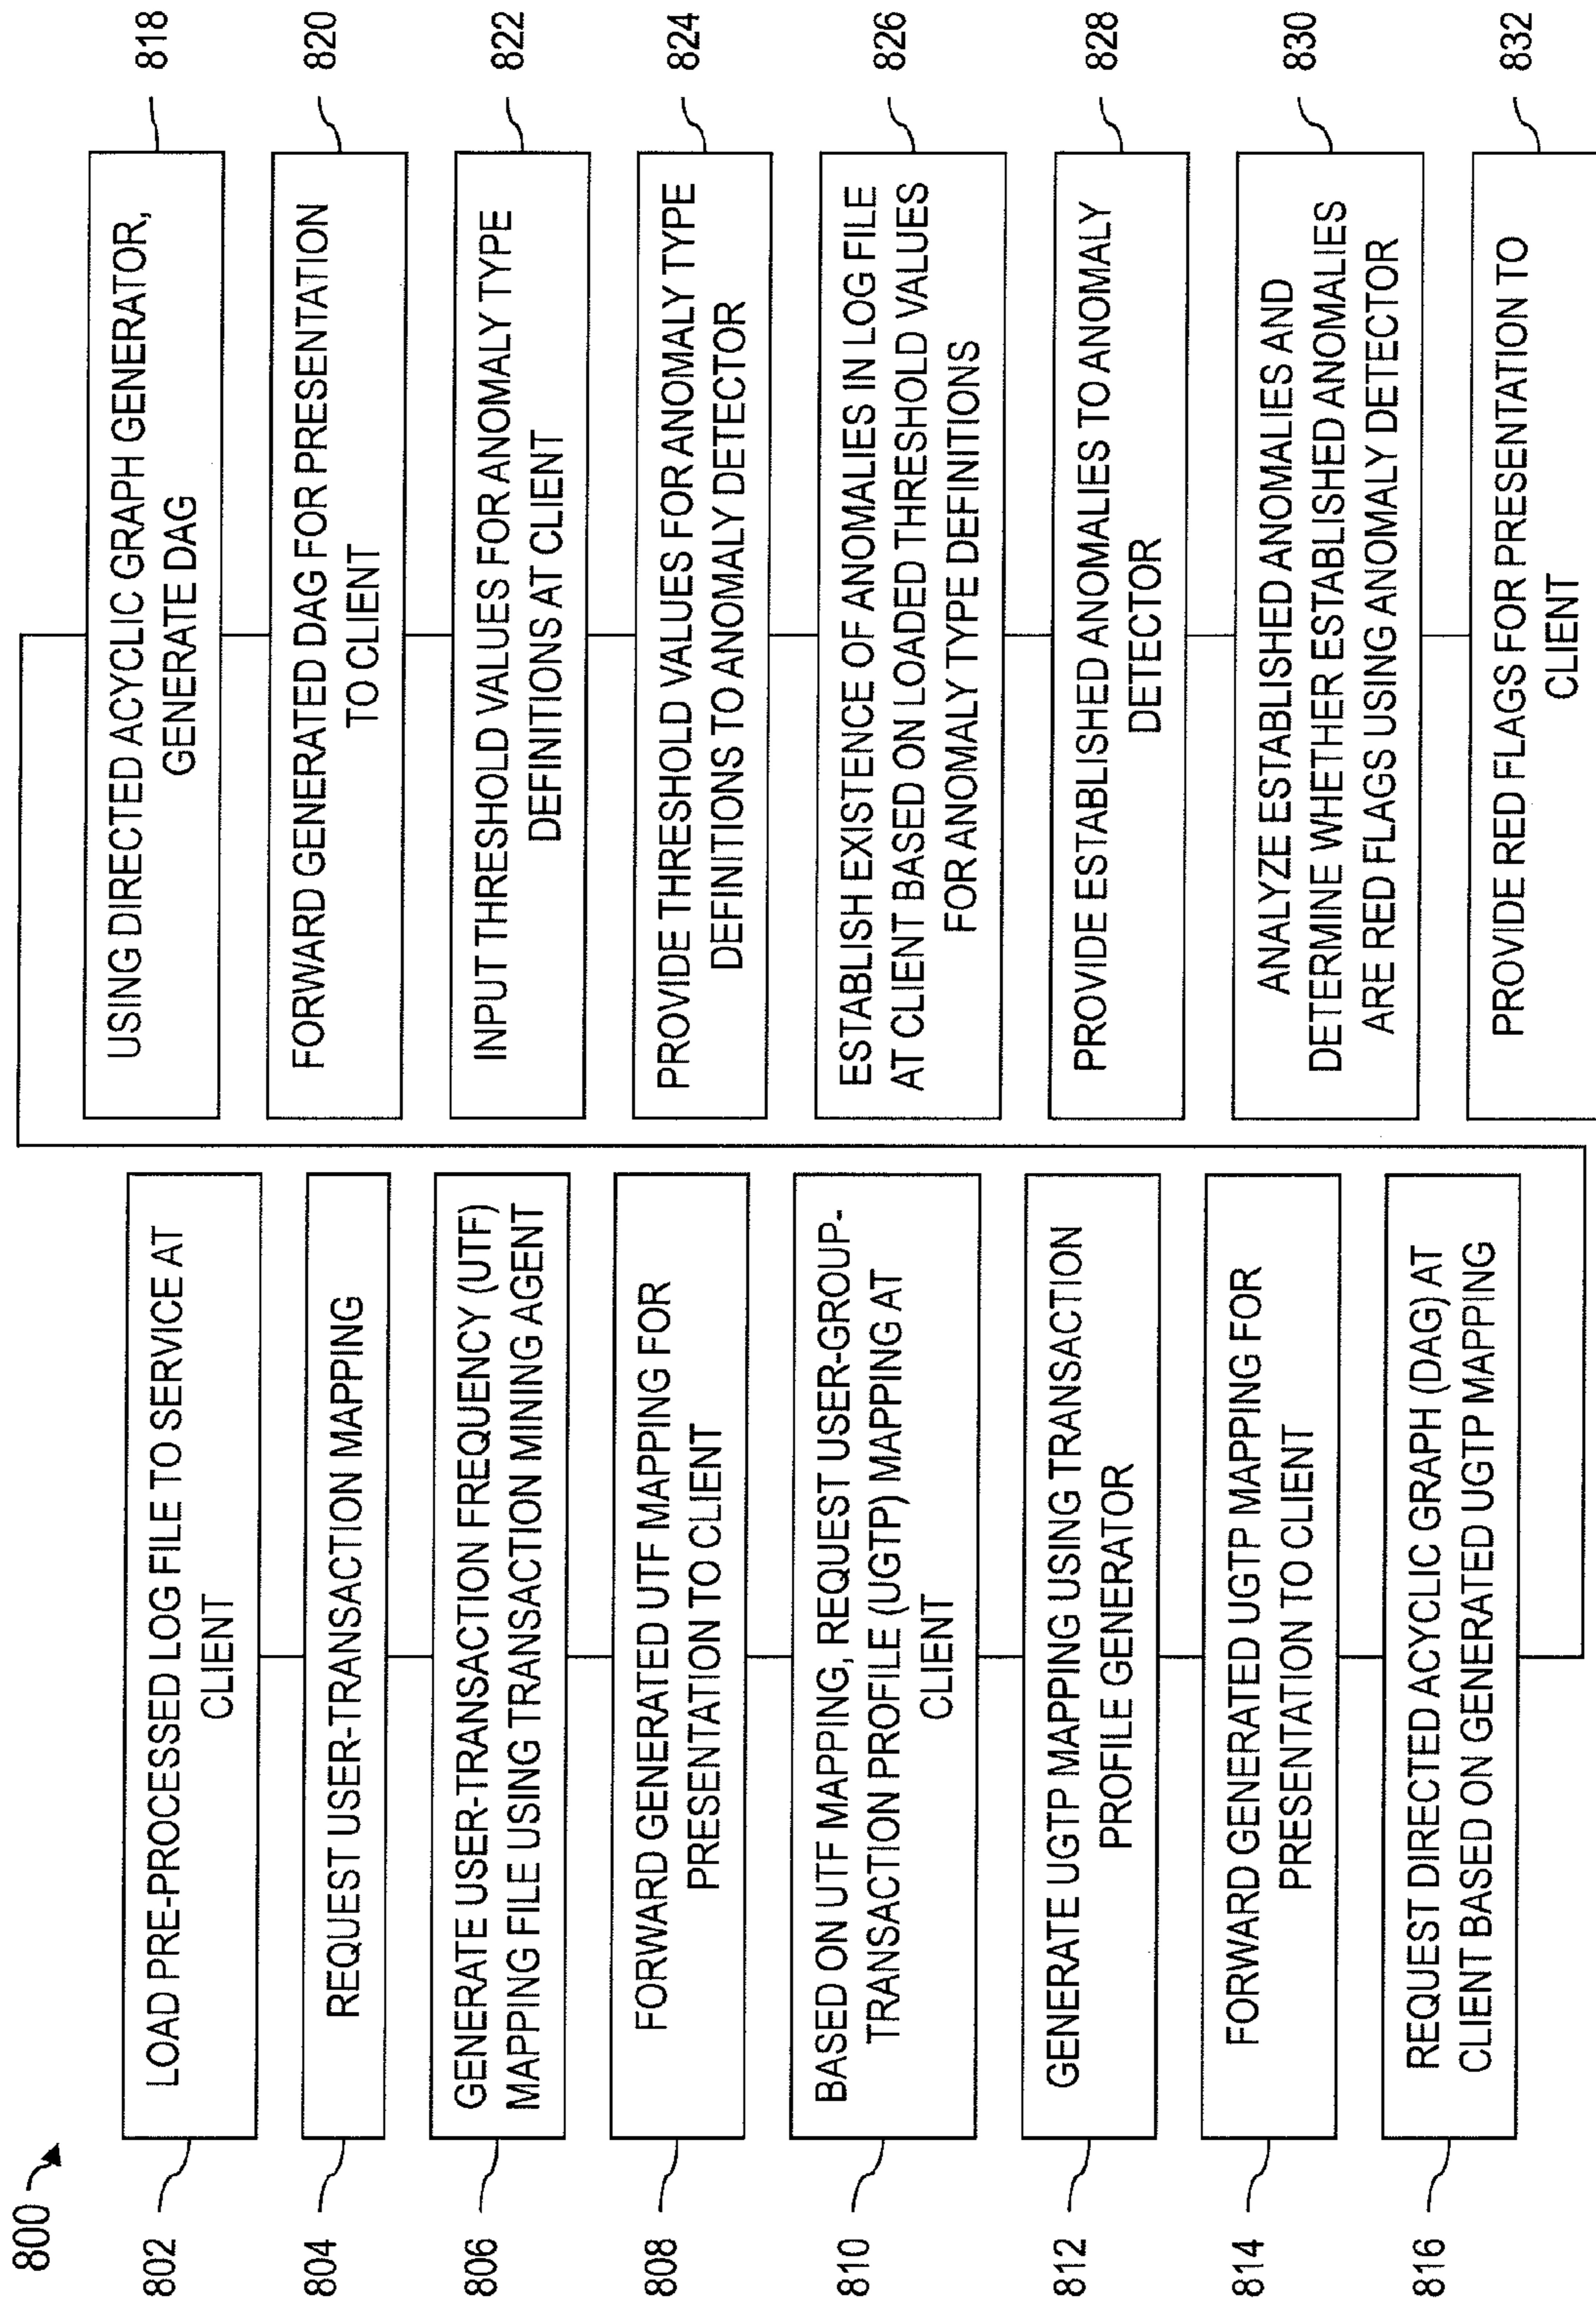 800
802
LOAD PRE-PROCESSED LOG FILE TO SERVICE AT
CLIENT
804
REQUEST USER-TRANSACTION MAPPING
806
GENERATE USER-TRANSACTION FREQUENCY (UTF)
MAPPING FILE USING TRANSACTION MINING AGENT
808
FORWARD GENERATED UTF MAPPING FOR
PRESENTATION TO CLIENT
810
BASED ON UTF MAPPING, REQUEST USER-GROUP-
TRANSACTION PROFILE (UGTP) MAPPING AT
CLIENT
812
GENERATE UGTP MAPPING USING TRANSACTION
PROFILE GENERATOR
814
FORWARD GENERATED UGTP MAPPING FOR
PRESENTATION TO CLIENT
816
REQUEST DIRECTED ACYCLIC GRAPH (DAG) AT
CLIENT BASED ON GENERATED UGTP MAPPING
USING DIRECTED ACYCLIC GRAPH GENERATOR,
GENERATE DAG
818
FORWARD GENERATED DAG FOR PRESENTATION
TO CLIENT
820
INPUT THRESHOLD VALUES FOR ANOMALY TYPE
DEFINITIONS AT CLIENT
822
PROVIDE THRESHOLD VALUES FOR ANOMALY TYPE
DEFINITIONS TO ANOMALY DETECTOR
824
ESTABLISH EXISTENCE OF ANOMALIES IN LOG FILE
AT CLIENT BASED ON LOADED THRESHOLD VALUES
FOR ANOMALY TYPE DEFINITIONS
826
PROVIDE ESTABLISHED ANOMALIES TO ANOMALY
DETECTOR
828
ANALYZE ESTABLISHED ANOMALIES AND
DETERMINE WHETHER ESTABLISHED ANOMALIES
ARE RED FLAGS USING ANOMALY DETECTOR
830
PROVIDE RED FLAGS FOR PRESENTATION TO
CLIENT
832